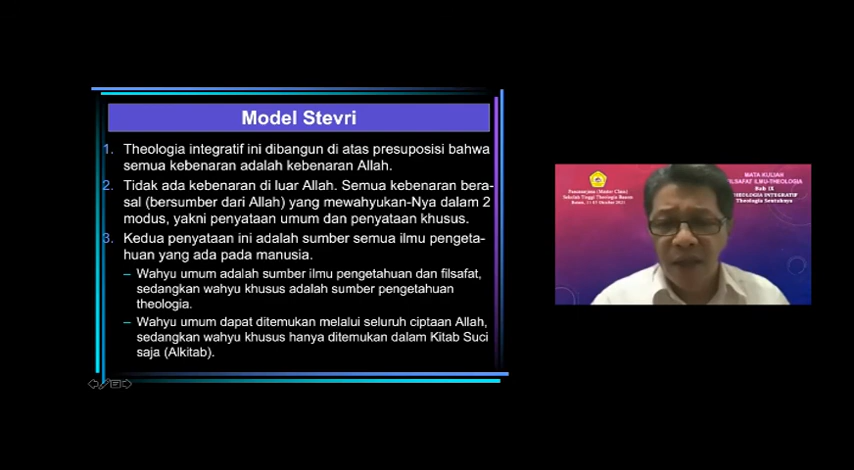 Model Stevri
1. Theologia integratif ini dibangun di atas presuposisi bahwa
semua kebenaran adalah kebenaran Allah.
2. Tidak ada kebenaran di luar Allah. Semua kebenaran bera-
sal (bersumber dari Allah) yang mewahyukan-Nya dalam 2
modus, yakni penyataan umum dan penyataan khusus.
3. Kedua penyataan ini adalah sumber semua ilmu pengeta-
huan yang ada pada manusia.
– Wahyu umum adalah sumber ilmu pengetahuan dan filsafat,
sedangkan wahyu khusus adalah sumber pengetahuan
theologia.
– Wahyu umum dapat ditemukan melalui seluruh ciptaan Allah,
sedangkan wahyu khusus hanya ditemukan dalam Kitab Suci
saja (Alkitab).
Pascasarjana (Master Class)
Sekolah Tinggi Theologia
MATA KULIAH
FILSAFAT ILMU-THEOLOGIA
Bab IX
THEOLOGIA INTEGRATIF
Theologia